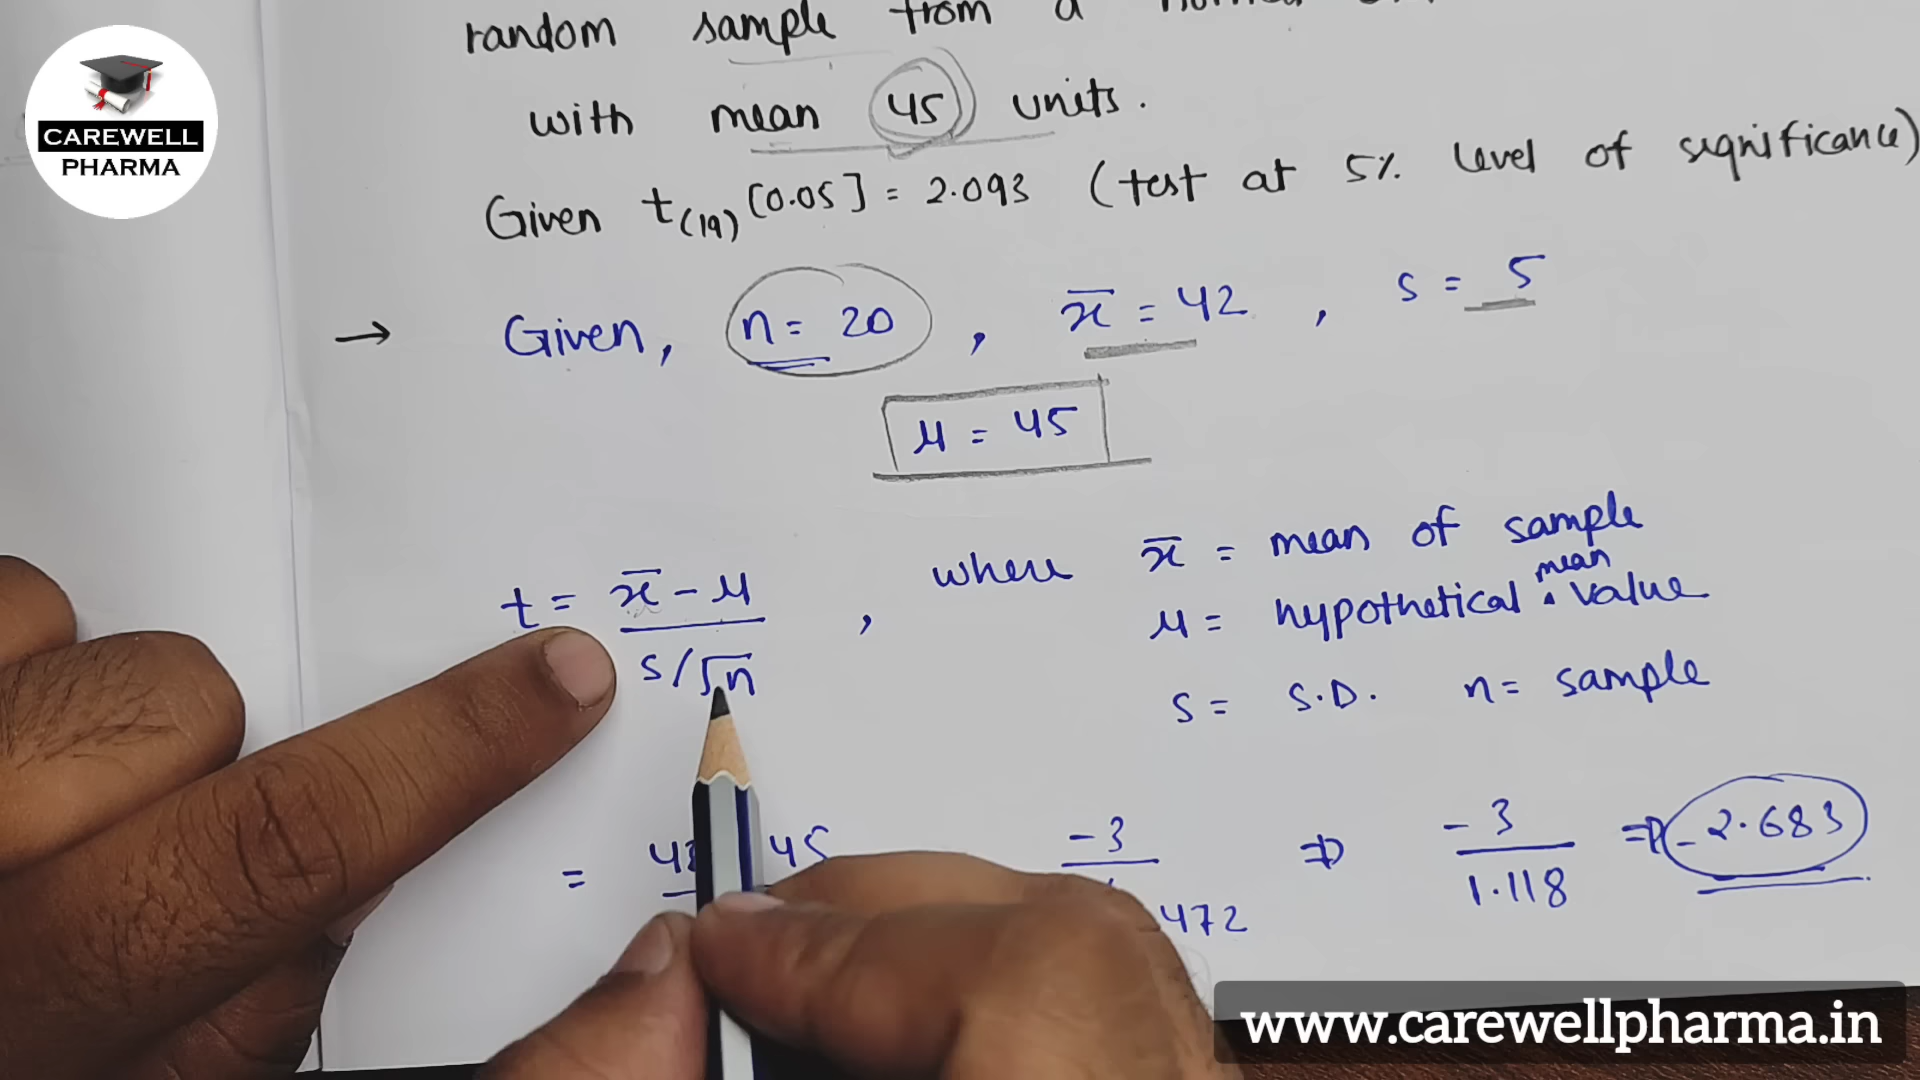 CAREWELL
PHARMA
random sample from a
with mean 45 units.
Given t(19) [0.05] = 2.093 (test at 5% level of significance)
→ Given, n = 20 , x̄ = 42 , s = 5
μ = 45
t = x̄ - μ / s/√n , where x̄ = mean of sample
μ = hypothetical mean value
s = S.D. n = sample
= 45 -3 ⇒ -3 / 1.118 ⇒ - 2.683
472
www.carewellpharma.in